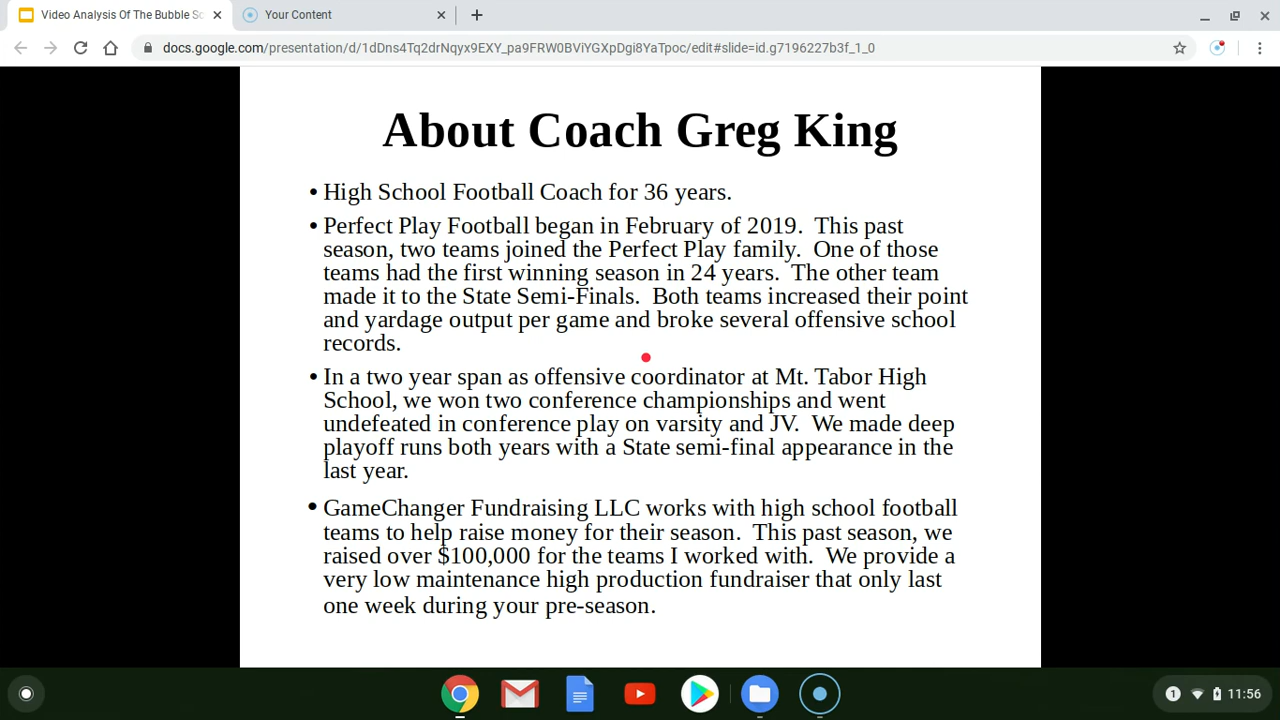 Video Analysis Of The Bubble Sc
Your Content
docs.google.com/presentation/d/1dDns4Tq2drNqyx9EXY_pa9FRW0BViYGXpDgi8YaTpoc/edit#slide=id.g7196227b3f_1_0
About Coach Greg King
• High School Football Coach for 36 years.
• Perfect Play Football began in February of 2019.  This past
season, two teams joined the Perfect Play family.  One of those
teams had the first winning season in 24 years.  The other team
made it to the State Semi-Finals.  Both teams increased their point
and yardage output per game and broke several offensive school
records.
• In a two year span as offensive coordinator at Mt. Tabor High
School, we won two conference championships and went
undefeated in conference play on varsity and JV.  We made deep
playoff runs both years with a State semi-final appearance in the
last year.
• GameChanger Fundraising LLC works with high school football
teams to help raise money for their season.  This past season, we
raised over $100,000 for the teams I worked with.  We provide a
very low maintenance high production fundraiser that only last
one week during your pre-season.
1 11:56